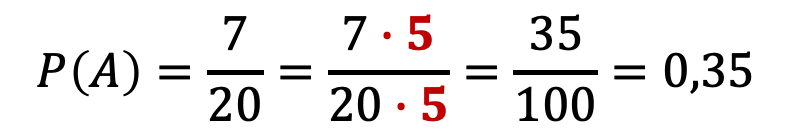 P(A) = 7/20 = 7 · 5/20 · 5 = 35/100 = 0,35